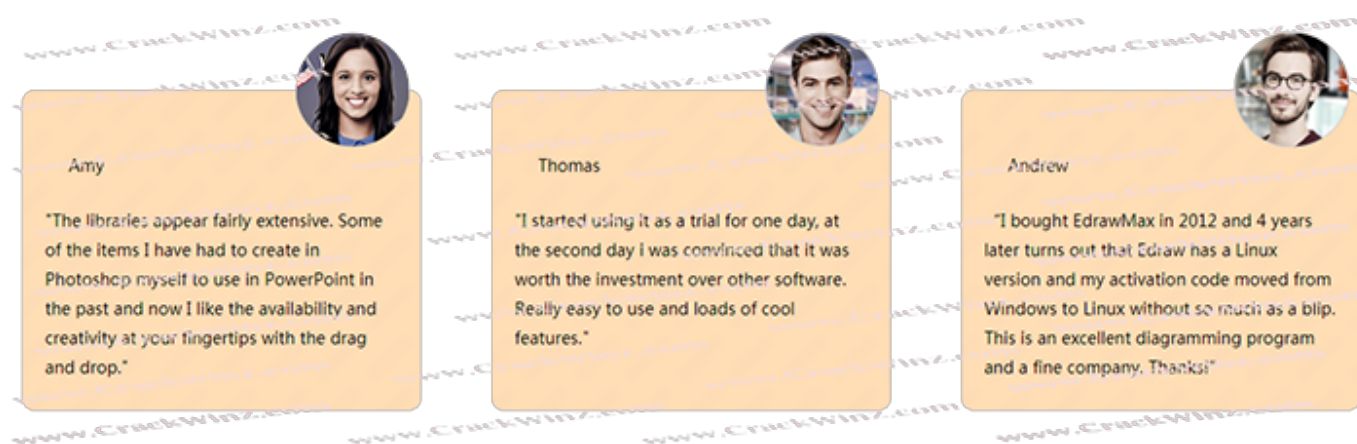 www.CrackWinz.com
Amy
"The libraries appear fairly extensive. Some
of the items I have had to create in
Photoshop myself to use in PowerPoint in
the past and now I like the availability and
creativity at your fingertips with the drag
and drop."
Thomas
"I started using it as a trial for one day, at
the second day i was convinced that it was
worth the investment over other software.
Really easy to use and loads of cool
features."
Andrew
"I bought EdrawMax in 2012 and 4 years
later turns out that Edraw has a Linux
version and my activation code moved from
Windows to Linux without so much as a blip.
This is an excellent diagramming program
and a fine company. Thanks!"